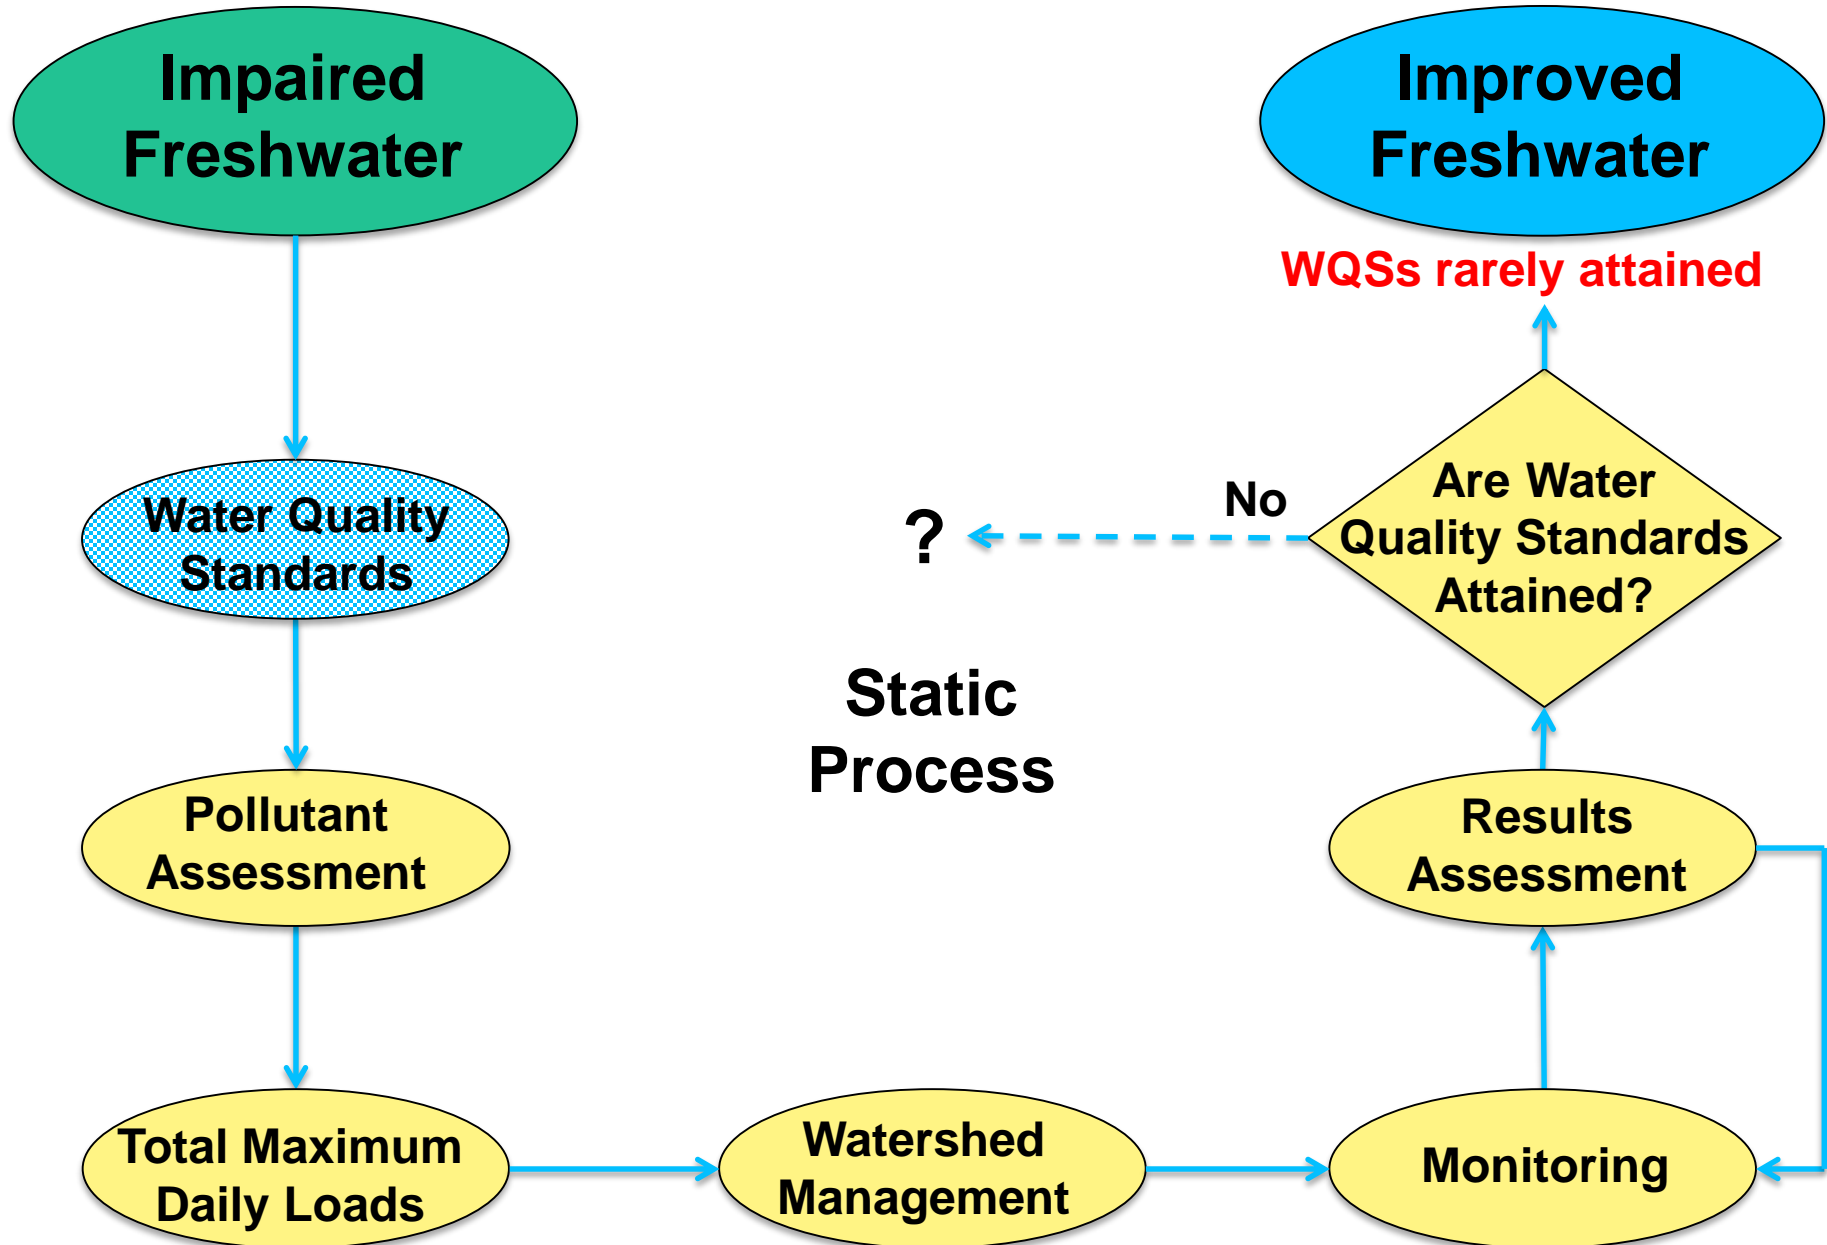 Impaired
Freshwater
Improved
Freshwater
WQSs rarely attained
Water Quality
Standards
?
No
Are Water
Quality Standards
Attained?
Static
Process
Pollutant
Assessment
Results
Assessment
Total Maximum
Daily Loads
Watershed
Management
Monitoring